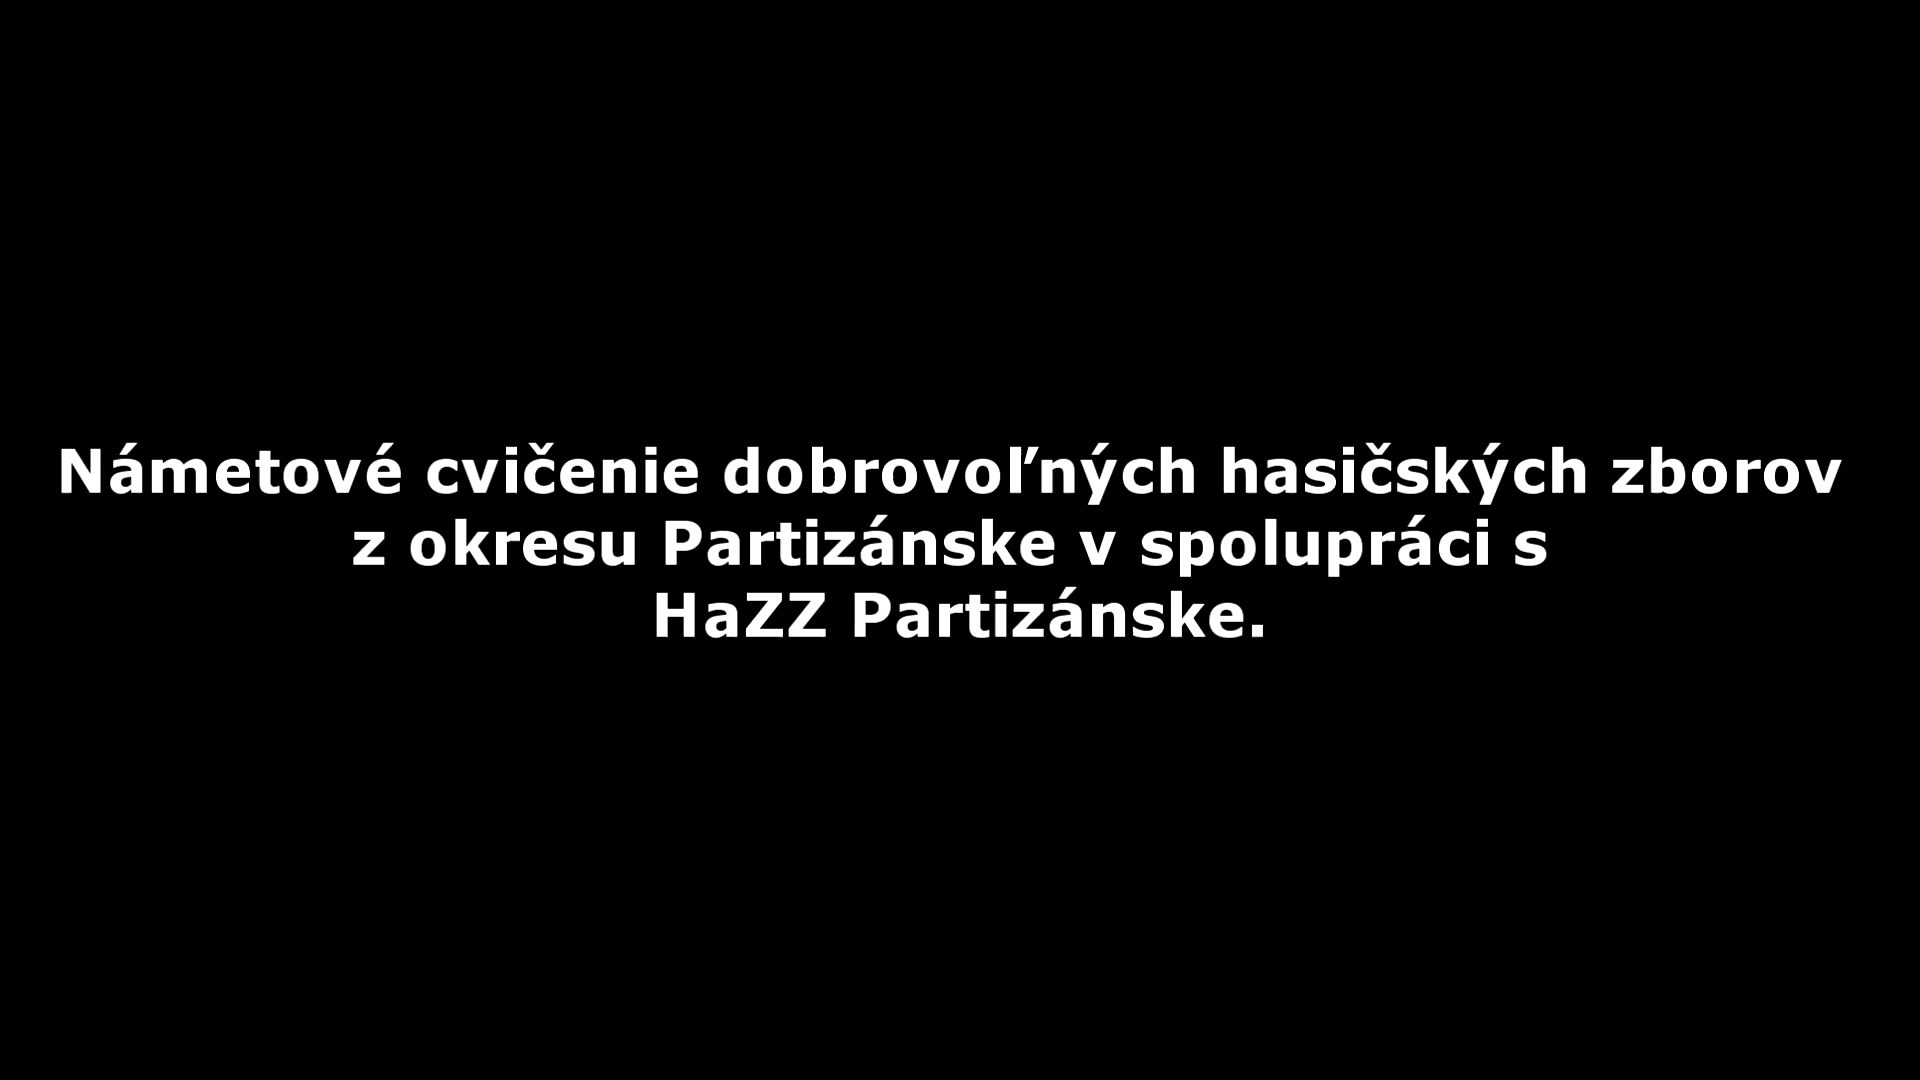 Námetové cvičenie dobrovoľných hasičských zborov
z okresu Partizánske v spolupráci s
HaZZ Partizánske.